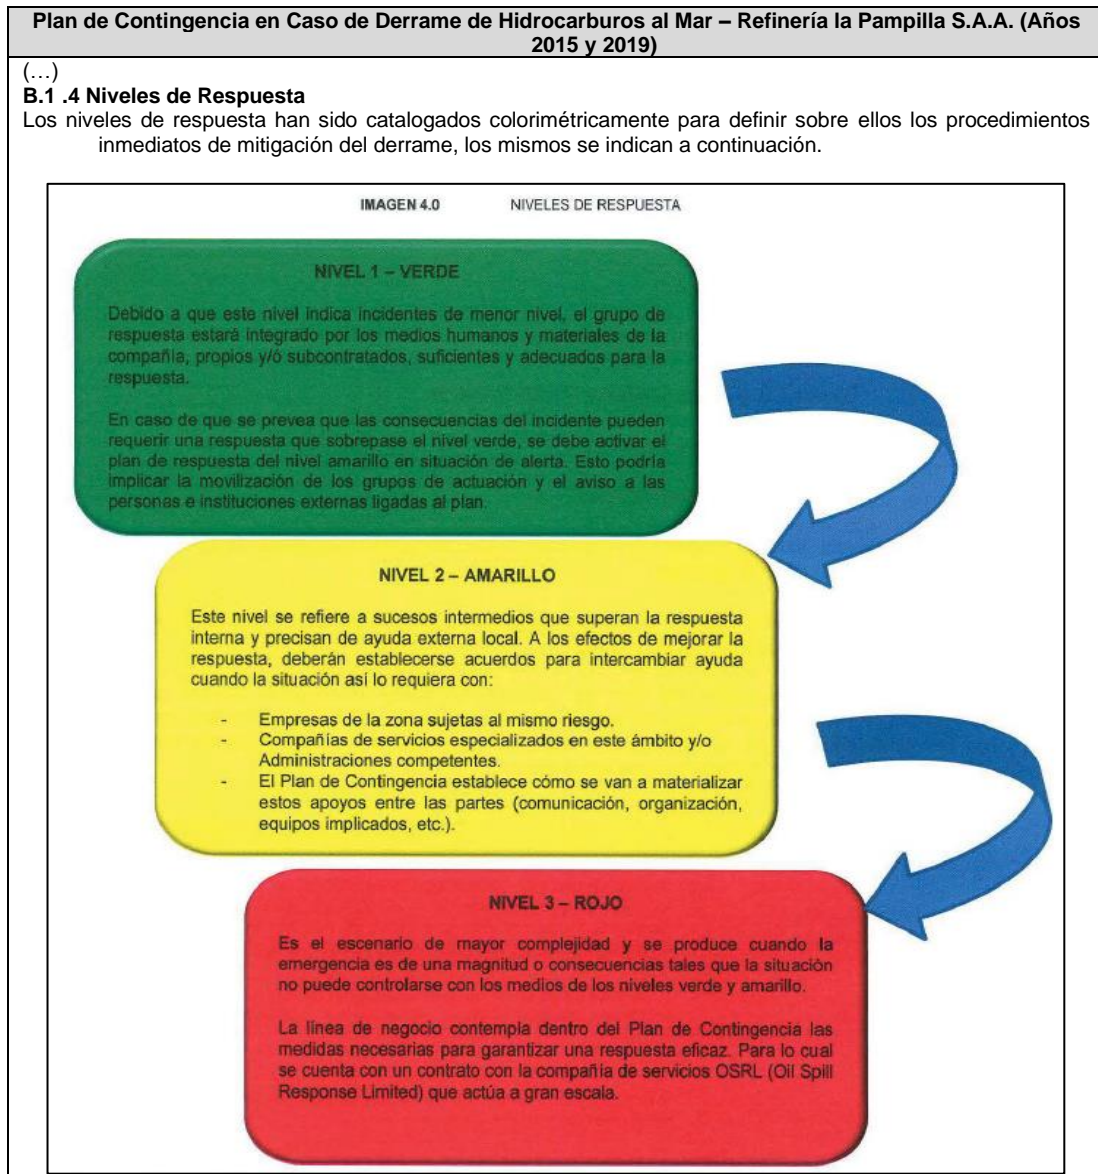 Plan de Contingencia en Caso de Derrame de Hidrocarburos al Mar – Refinería la Pampilla S.A.A. (Años
2015 y 2019)
(…)
B.1 .4 Niveles de Respuesta
Los niveles de respuesta han sido catalogados colorimétricamente para definir sobre ellos los procedimientos
inmediatos de mitigación del derrame, los mismos se indican a continuación.
IMAGEN 4.0 NIVELES DE RESPUESTA
NIVEL 1 – VERDE
Debido a que este nivel indica incidentes de menor nivel, el grupo de
respuesta estará integrado por los medios humanos y materiales de la
compañía, propios y/ó subcontratados, suficientes y adecuados para la
respuesta.
En caso de que se prevea que las consecuencias del incidente pueden
requerir una respuesta que sobrepase el nivel verde, se debe activar el
plan de respuesta del nivel amarillo en situación de alerta. Esto podría
implicar la movilización de los grupos de actuación y el aviso a las
personas e instituciones externas ligadas al plan.
NIVEL 2 – AMARILLO
Este nivel se refiere a sucesos intermedios que superan la respuesta
interna y precisan de ayuda externa local. A los efectos de mejorar la
respuesta, deberán establecerse acuerdos para intercambiar ayuda
cuando la situación así lo requiera con:
- Empresas de la zona sujetas al mismo riesgo.
- Compañías de servicios especializados en este ámbito y/o
Administraciones competentes.
- El Plan de Contingencia establece cómo se van a materializar
estos apoyos entre las partes (comunicación, organización,
equipos implicados, etc.).
NIVEL 3 – ROJO
Es el escenario de mayor complejidad y se produce cuando la
emergencia es de una magnitud o consecuencias tales que la situación
no puede controlarse con los medios de los niveles verde y amarillo.
La línea de negocio contempla dentro del Plan de Contingencia las
medidas necesarias para garantizar una respuesta eficaz. Para lo cual
se cuenta con un contrato con la compañía de servicios OSRL (Oil Spill
Response Limited) que actúa a gran escala.